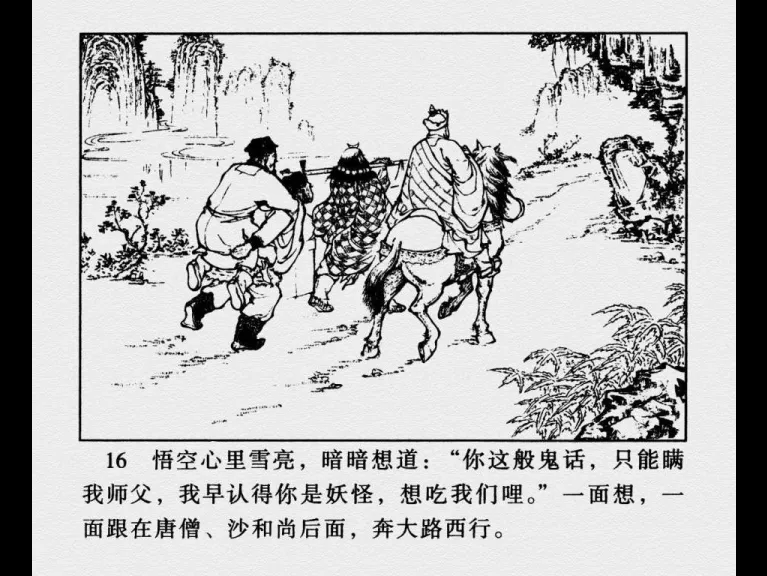 16 悟空心里雪亮，暗暗想道：“你这般鬼话，只能瞒
我师父，我早认得你是妖怪，想吃我们哩。”一面想，一
面跟在唐僧、沙和尚后面，奔大路西行。